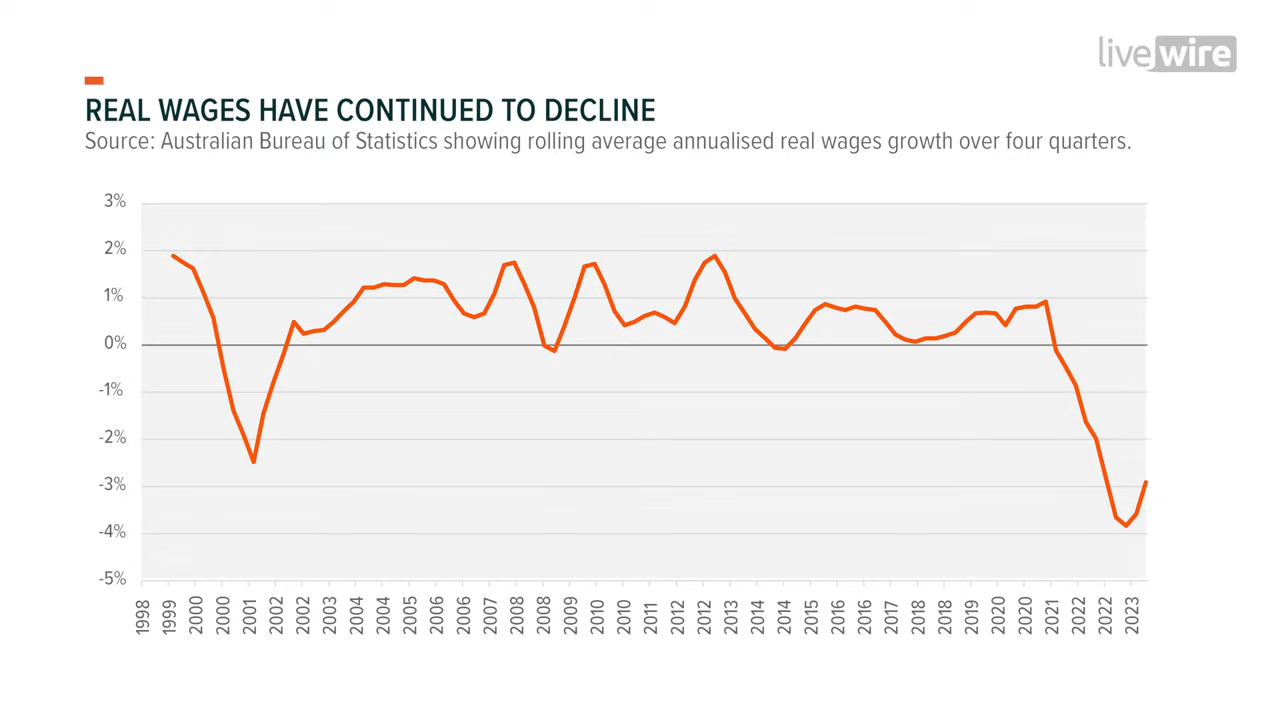 livewire
REAL WAGES HAVE CONTINUED TO DECLINE
Source: Australian Bureau of Statistics showing rolling average annualised real wages growth over four quarters.
3%
2%
1%
0%
-1%
-2%
-3%
-4%
-5%
1998 1999 2000 2000 2001 2002 2002 2003 2004 2004 2005 2006 2006 2007 2008 2008 2009 2010 2010 2011 2012 2012 2013 2014 2014 2015 2016 2016 2017 2018 2018 2019 2020 2020 2021 2022 2022 2023